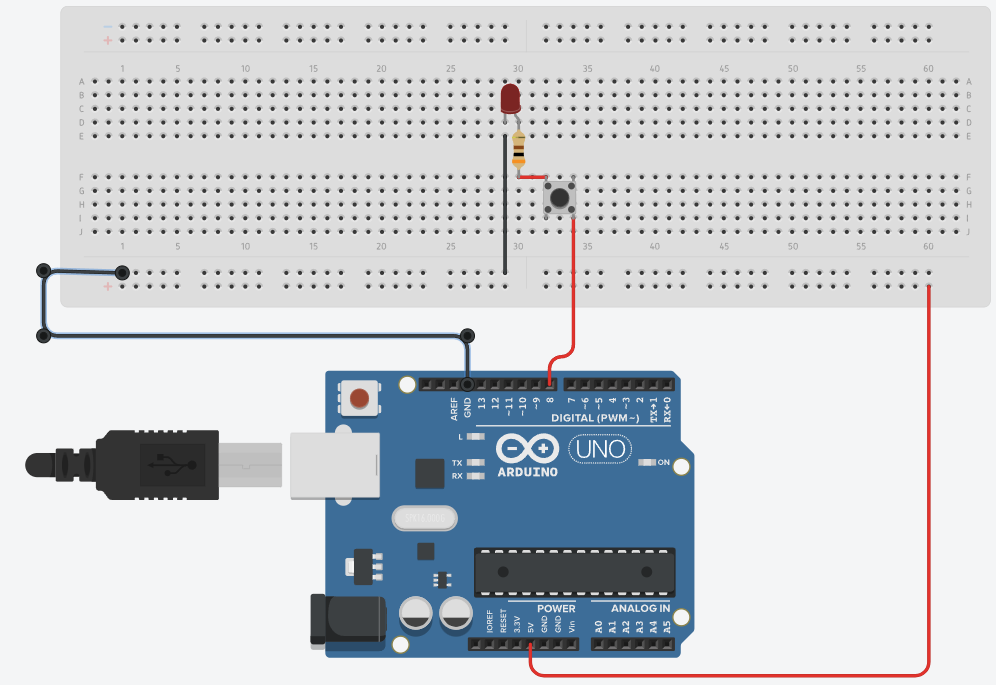 − −
+ +
1 5 10 15 20 25 30 35 40 45 50 55 60
A A
B B
C C
D D
E E
F F
G G
H H
I I
J J
1 5 10 15 20 25 30 35 40 45 50 55 60
− −
+ +
AREF GND 13 12 ~11 ~10 ~9 8 7 ~6 ~5 4 ~3 2 TX→1 RX←0
DIGITAL (PWM~)
L
TX
RX
UNO
ARDUINO
ON
POWER ANALOG IN
IOREF RESET 3.3V 5V GND GND Vin A0 A1 A2 A3 A4 A5